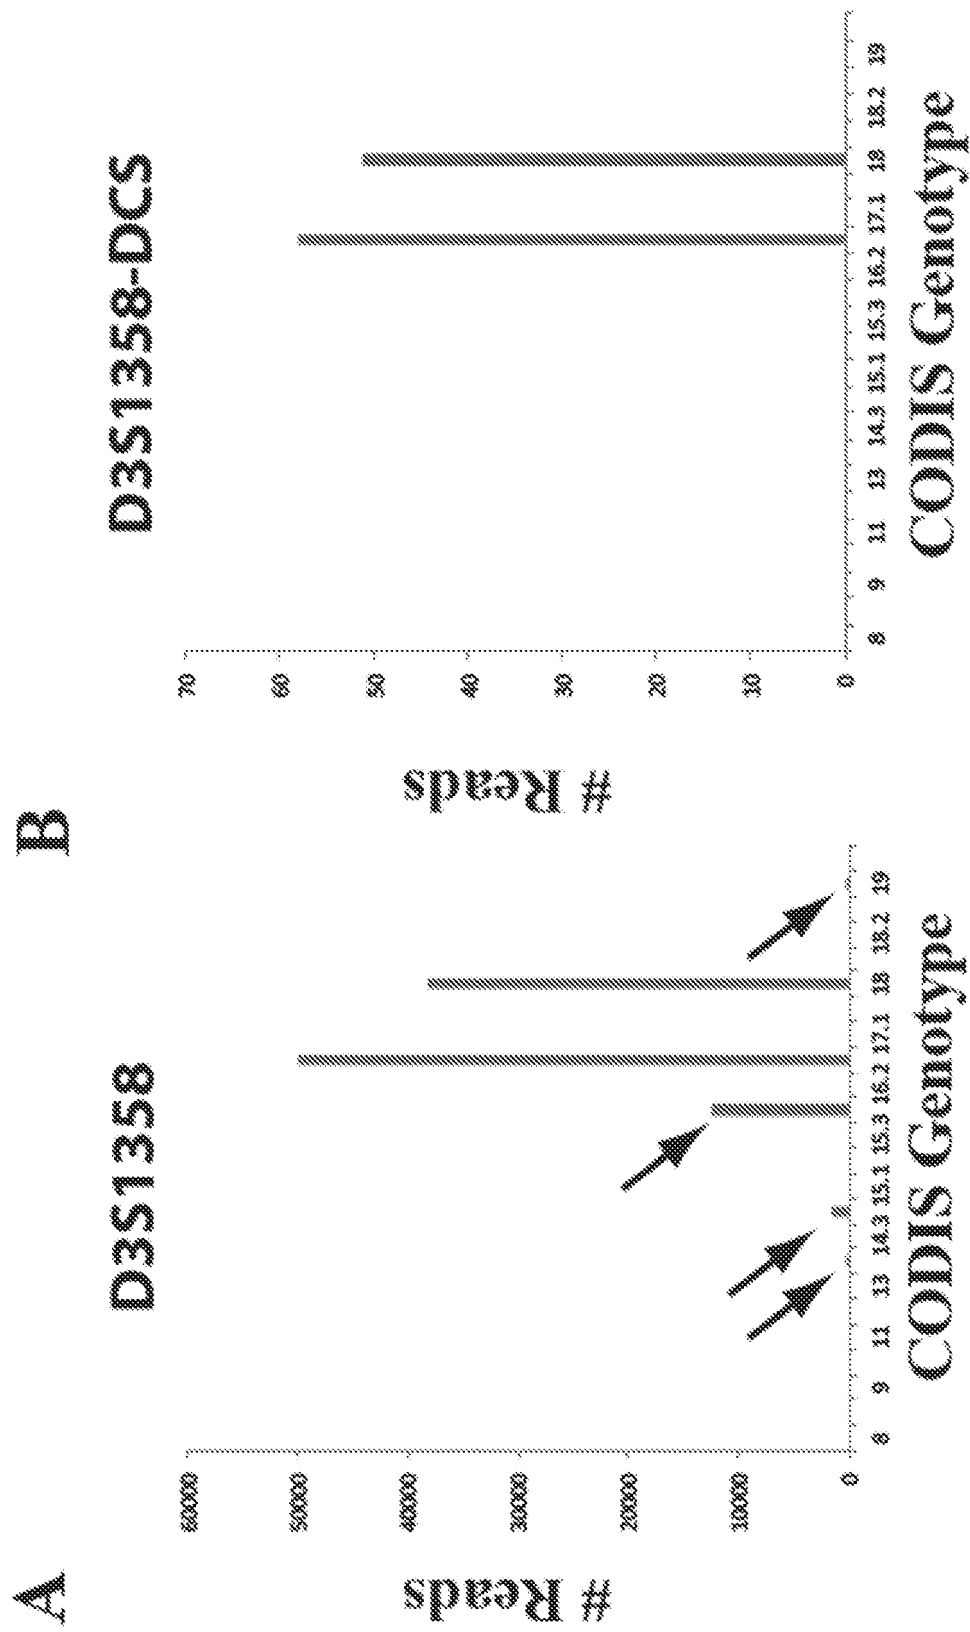 A
D3S1358
# Reads
60000
50000
40000
30000
20000
10000
0
8 9 11 13 14.3 15.1 15.3 16.2 17.1 18 18.2 19
CODIS Genotype
B
D3S1358-DCS
# Reads
70
60
50
40
30
20
10
0
8 9 11 13 14.3 15.1 15.3 16.2 17.1 18 18.2 19
CODIS Genotype